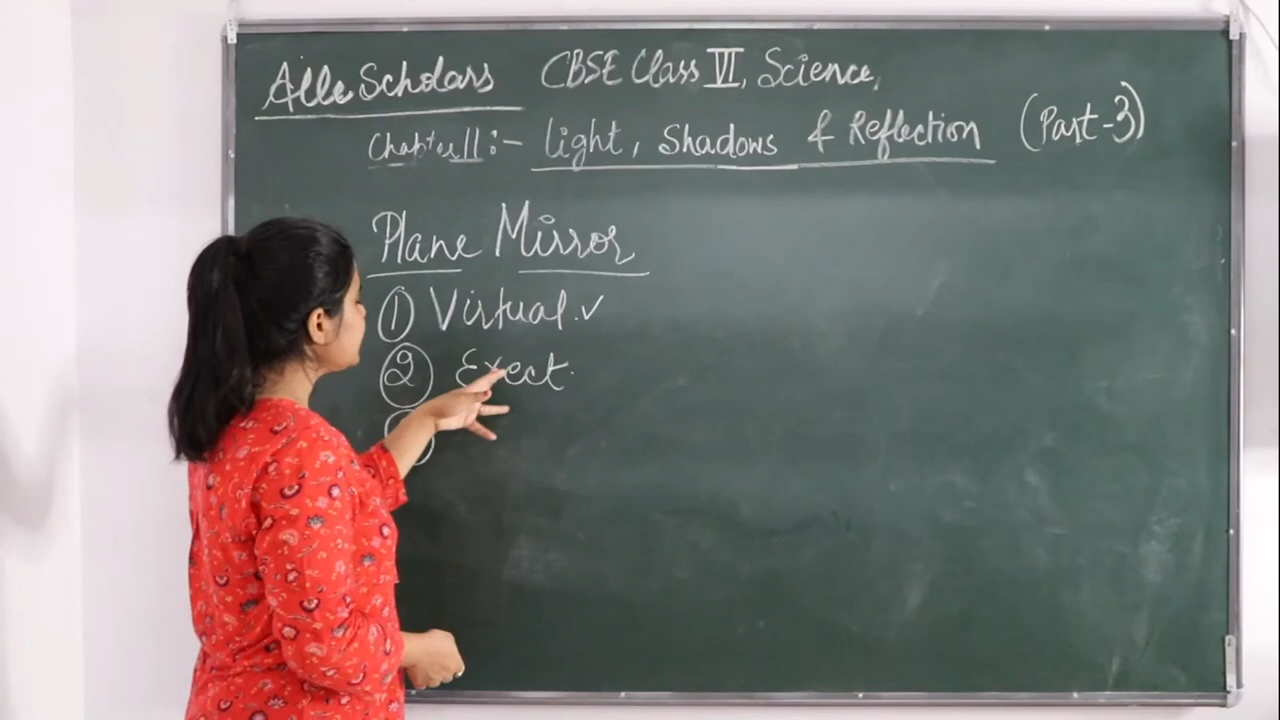 Alle Scholars CBSE Class VI, Science,
Chapter 11 :- Light, Shadows & Reflection (Part-3)
Plane Mirror
① Virtual. ✓
② Erect.